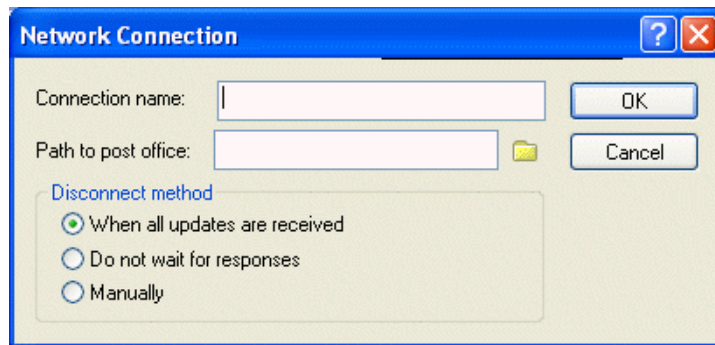 Network Connection
Connection name:
OK
Path to post office:
Cancel
Disconnect method
When all updates are received
Do not wait for responses
Manually